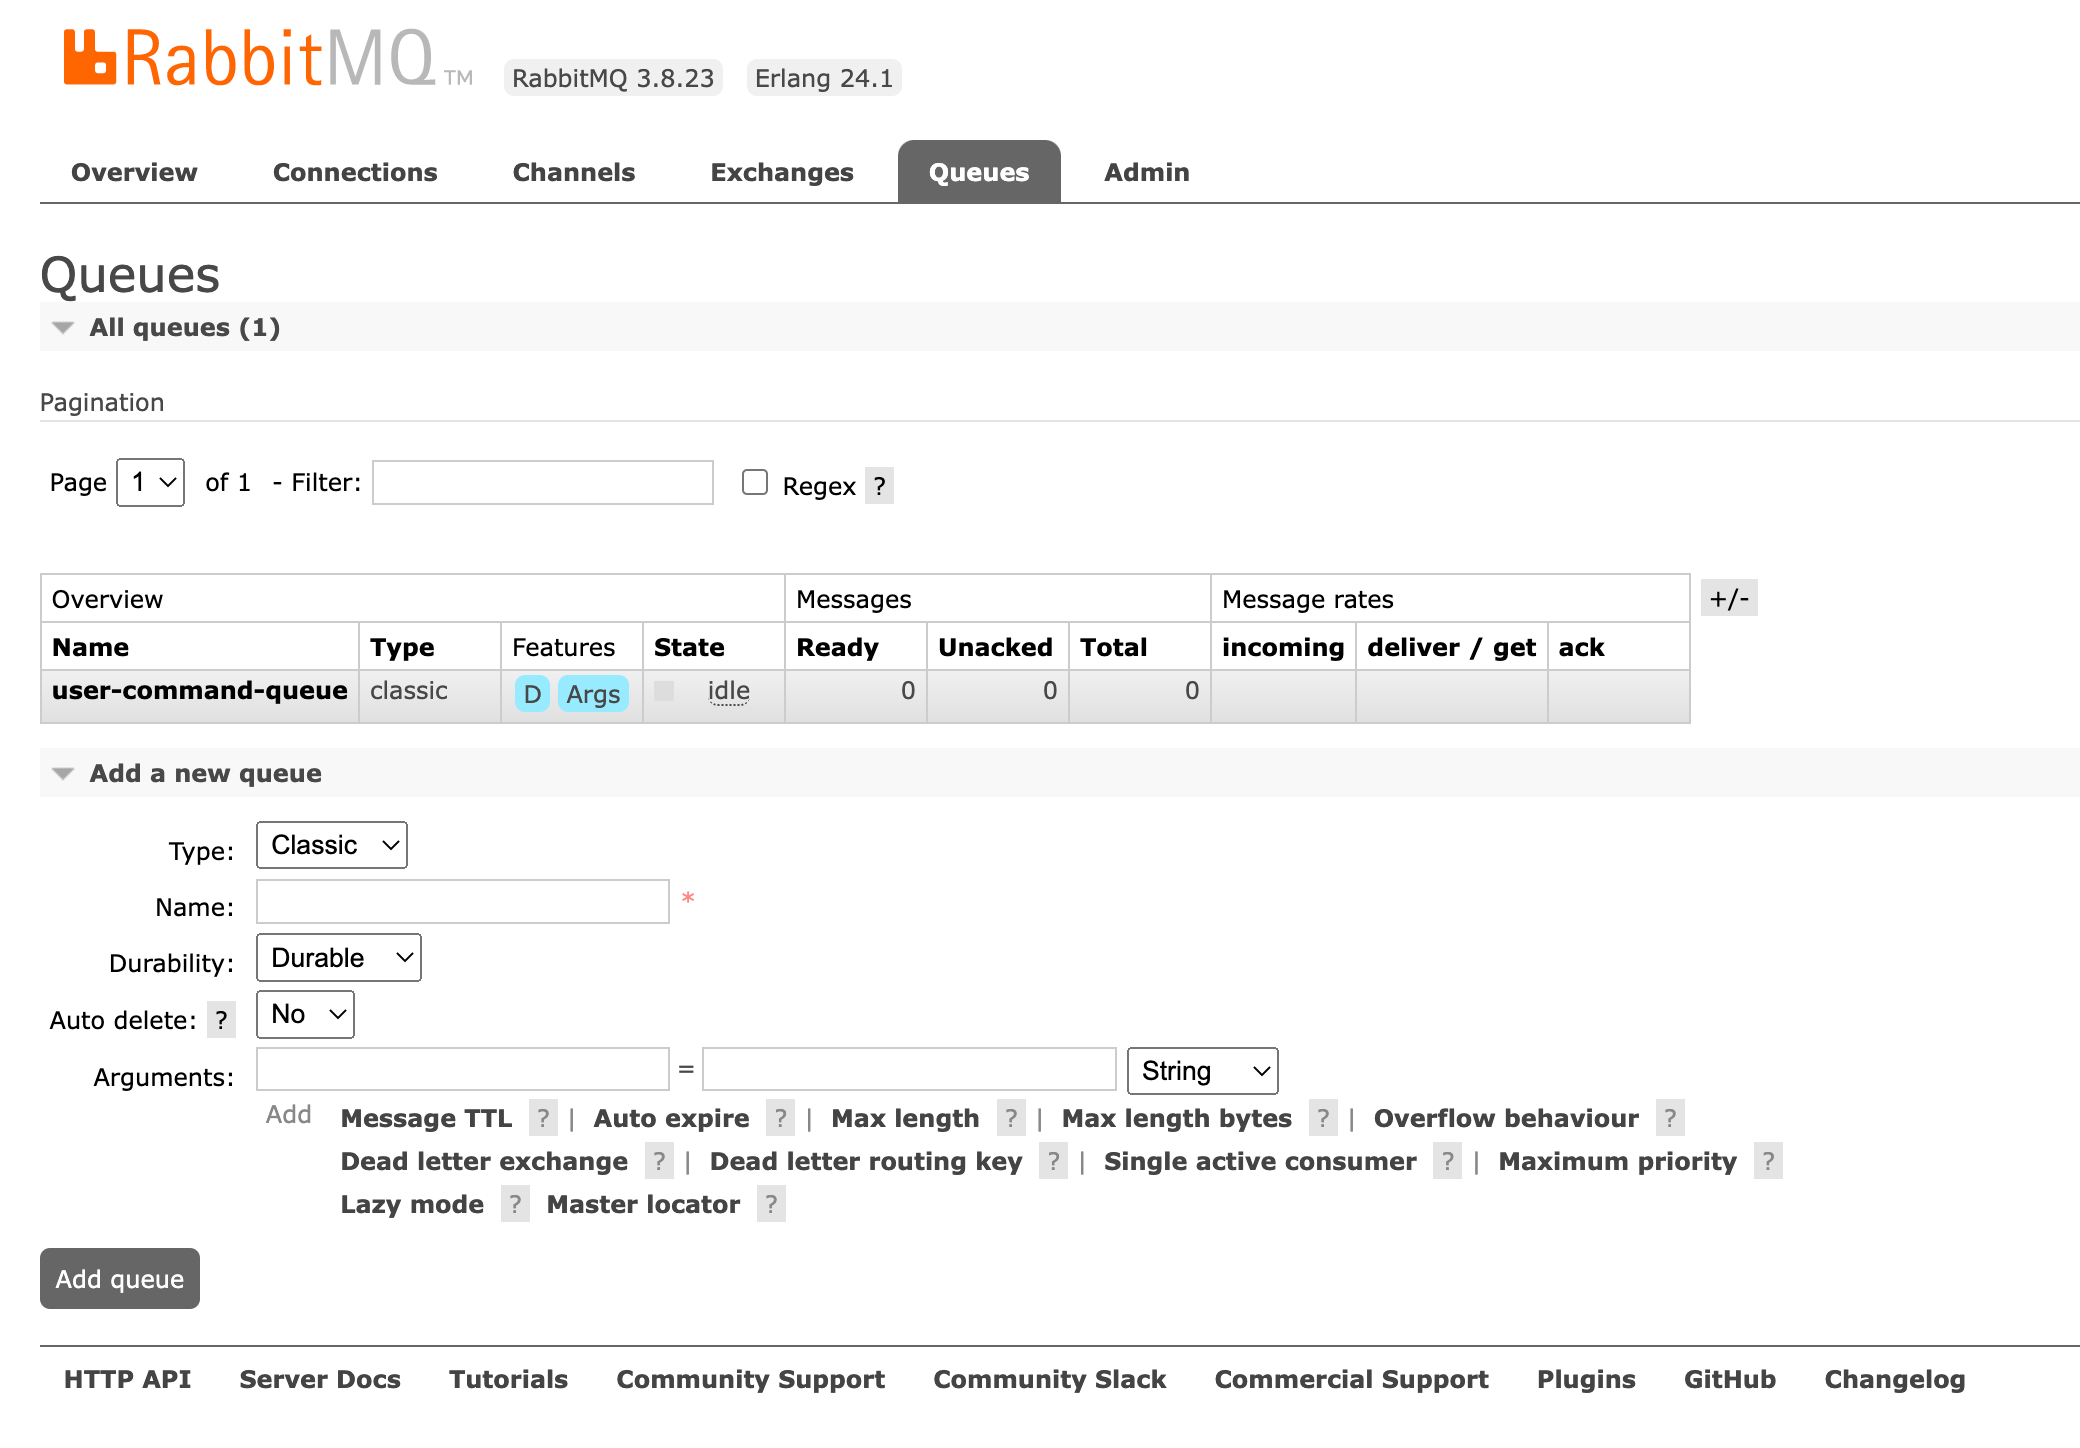 RabbitMQ TM RabbitMQ 3.8.23 Erlang 24.1
Overview Connections Channels Exchanges Queues Admin
Queues
All queues (1)
Pagination
Page 1 of 1 - Filter: Regex ?
Overview Messages Message rates +/-
Name Type Features State Ready Unacked Total incoming deliver / get ack
user-command-queue classic D Args idle 0 0 0
Add a new queue
Type: Classic
Name: *
Durability: Durable
Auto delete: ? No
Arguments: = String
Add Message TTL ? | Auto expire ? | Max length ? | Max length bytes ? | Overflow behaviour ?
Dead letter exchange ? | Dead letter routing key ? | Single active consumer ? | Maximum priority ?
Lazy mode ? Master locator ?
Add queue
HTTP API Server Docs Tutorials Community Support Community Slack Commercial Support Plugins GitHub Changelog